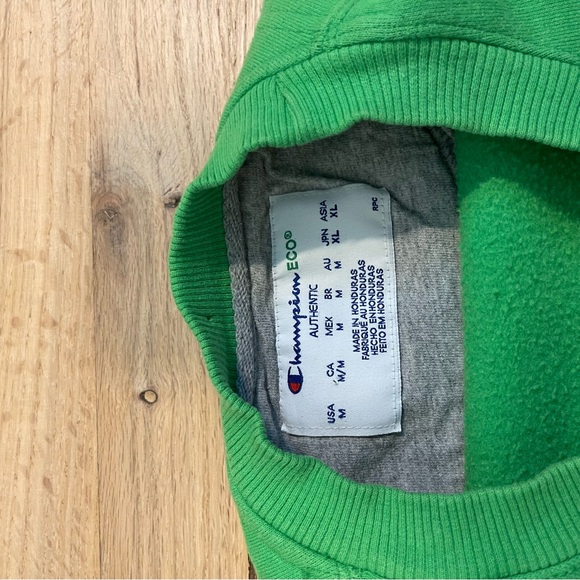 Champion ECO®
AUTHENTIC
USA CA MEX BR AU JPN ASIA
M M/M M M M XL XL
MADE IN HONDURAS
FABRIQUÉ AU HONDURAS
HECHO EN HONDURAS
FEITO EM HONDURAS
RPC